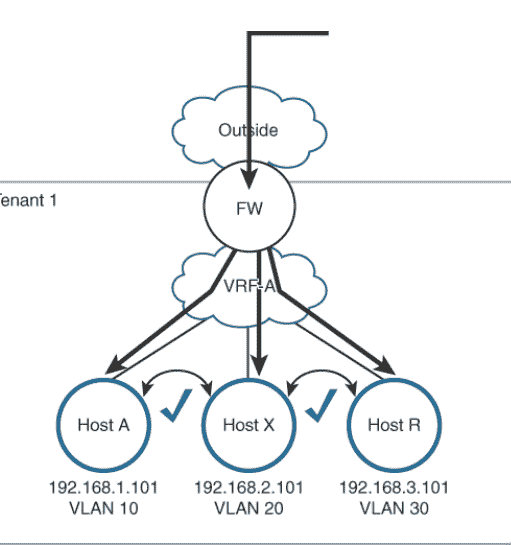 Outside
enant 1
FW
VRF-A
Host A
Host X
Host R
192.168.1.101
192.168.2.101
192.168.3.101
VLAN 10
VLAN 20
VLAN 30